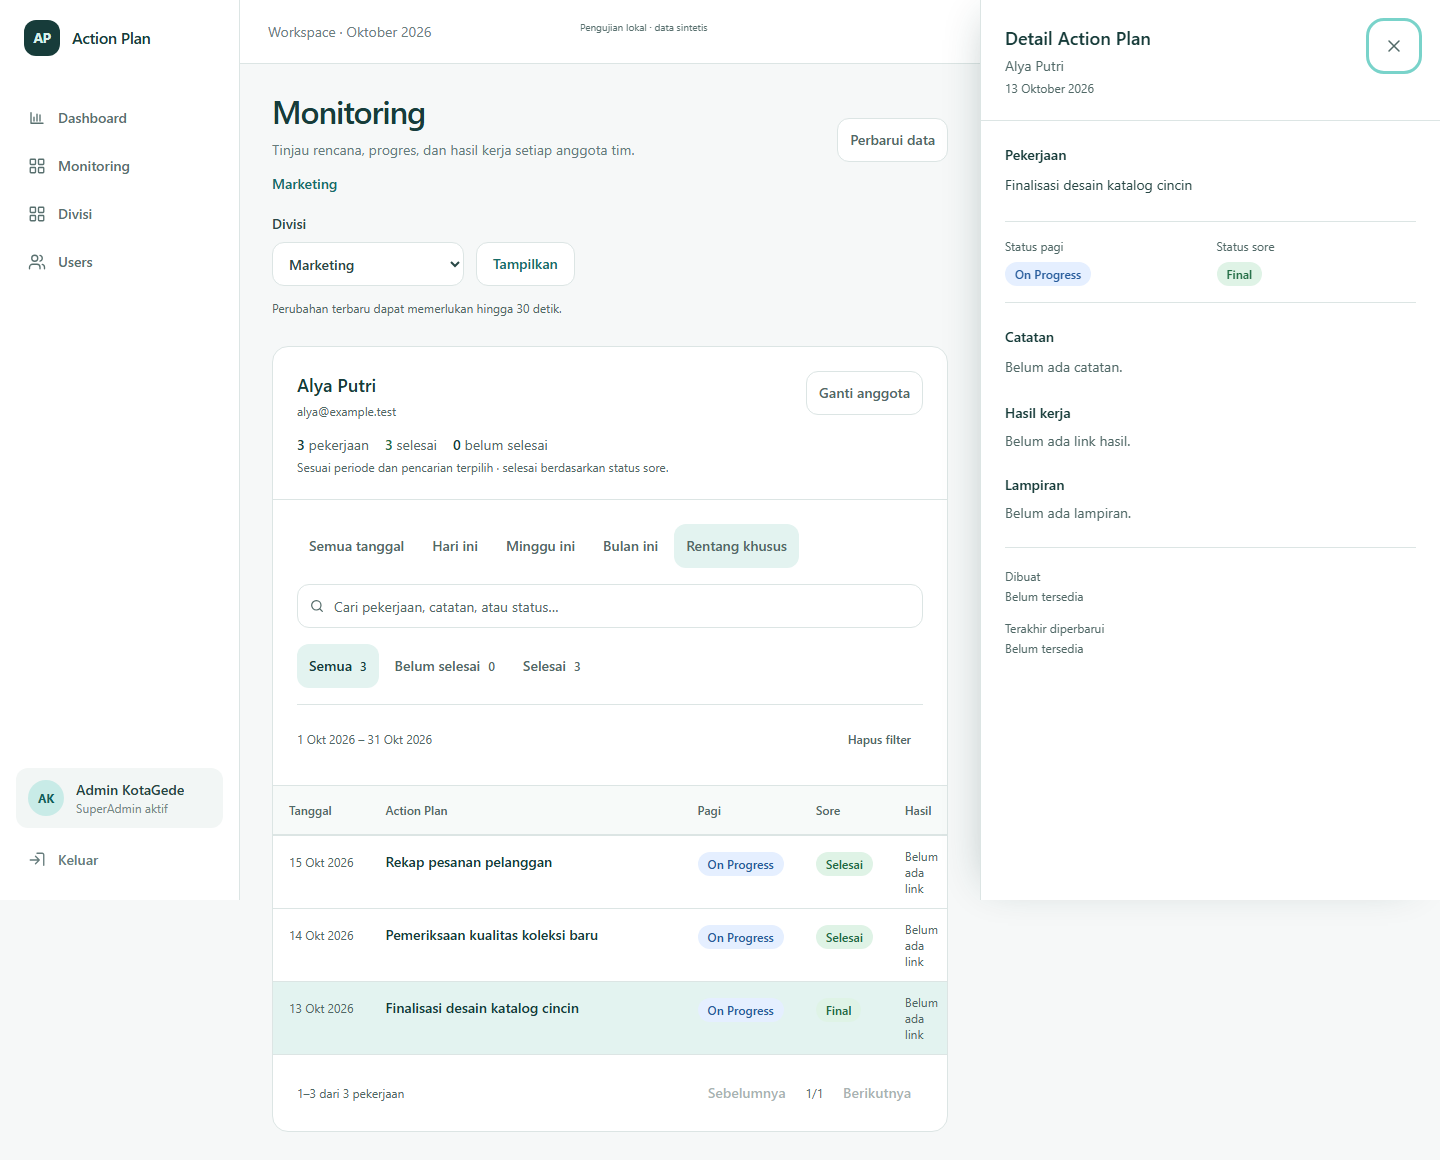 AP
Action Plan
Dashboard
Monitoring
Divisi
Users
AK
Admin KotaGede
SuperAdmin aktif
Keluar
Workspace · Oktober 2026
Pengujian lokal · data sintetis
Monitoring
Tinjau rencana, progres, dan hasil kerja setiap anggota tim.
Marketing
Perbarui data
Divisi
Marketing
Tampilkan
Perubahan terbaru dapat memerlukan hingga 30 detik.
Alya Putri
alya@example.test
Ganti anggota
3 pekerjaan 3 selesai 0 belum selesai
Sesuai periode dan pencarian terpilih · selesai berdasarkan status sore.
Semua tanggal Hari ini Minggu ini Bulan ini Rentang khusus
Cari pekerjaan, catatan, atau status...
Semua 3 Belum selesai 0 Selesai 3
1 Okt 2026 – 31 Okt 2026 Hapus filter
Tanggal Action Plan Pagi Sore Hasil
15 Okt 2026 Rekap pesanan pelanggan On Progress Selesai Belum
ada
link
14 Okt 2026 Pemeriksaan kualitas koleksi baru On Progress Selesai Belum
ada
link
13 Okt 2026 Finalisasi desain katalog cincin On Progress Final Belum
ada
link
1–3 dari 3 pekerjaan Sebelumnya 1/1 Berikutnya
Detail Action Plan
Alya Putri
13 Oktober 2026
Pekerjaan
Finalisasi desain katalog cincin
Status pagi Status sore
On Progress Final
Catatan
Belum ada catatan.
Hasil kerja
Belum ada link hasil.
Lampiran
Belum ada lampiran.
Dibuat
Belum tersedia
Terakhir diperbarui
Belum tersedia